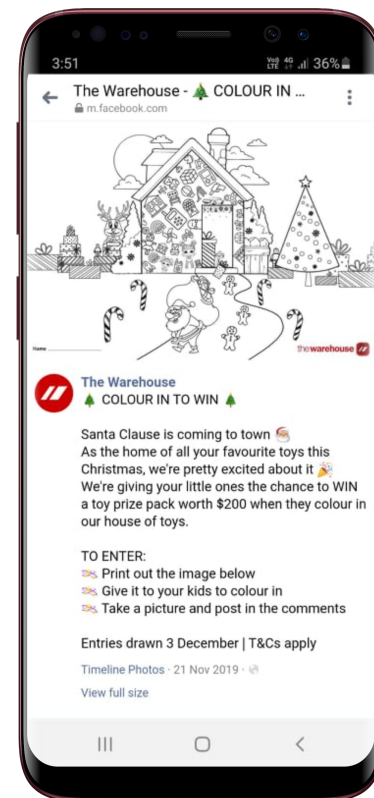 3:51
Vo)) LTE 4G 36%
The Warehouse - 🎄 COLOUR IN ...
m.facebook.com
Name
thewarehouse
The Warehouse
🎄 COLOUR IN TO WIN 🎄
Santa Clause is coming to town 🎅
As the home of all your favourite toys this
Christmas, we're pretty excited about it 🎉
We're giving your little ones the chance to WIN
a toy prize pack worth $200 when they colour in
our house of toys.
TO ENTER:
Print out the image below
Give it to your kids to colour in
Take a picture and post in the comments
Entries drawn 3 December | T&Cs apply
Timeline Photos · 21 Nov 2019 ·
View full size